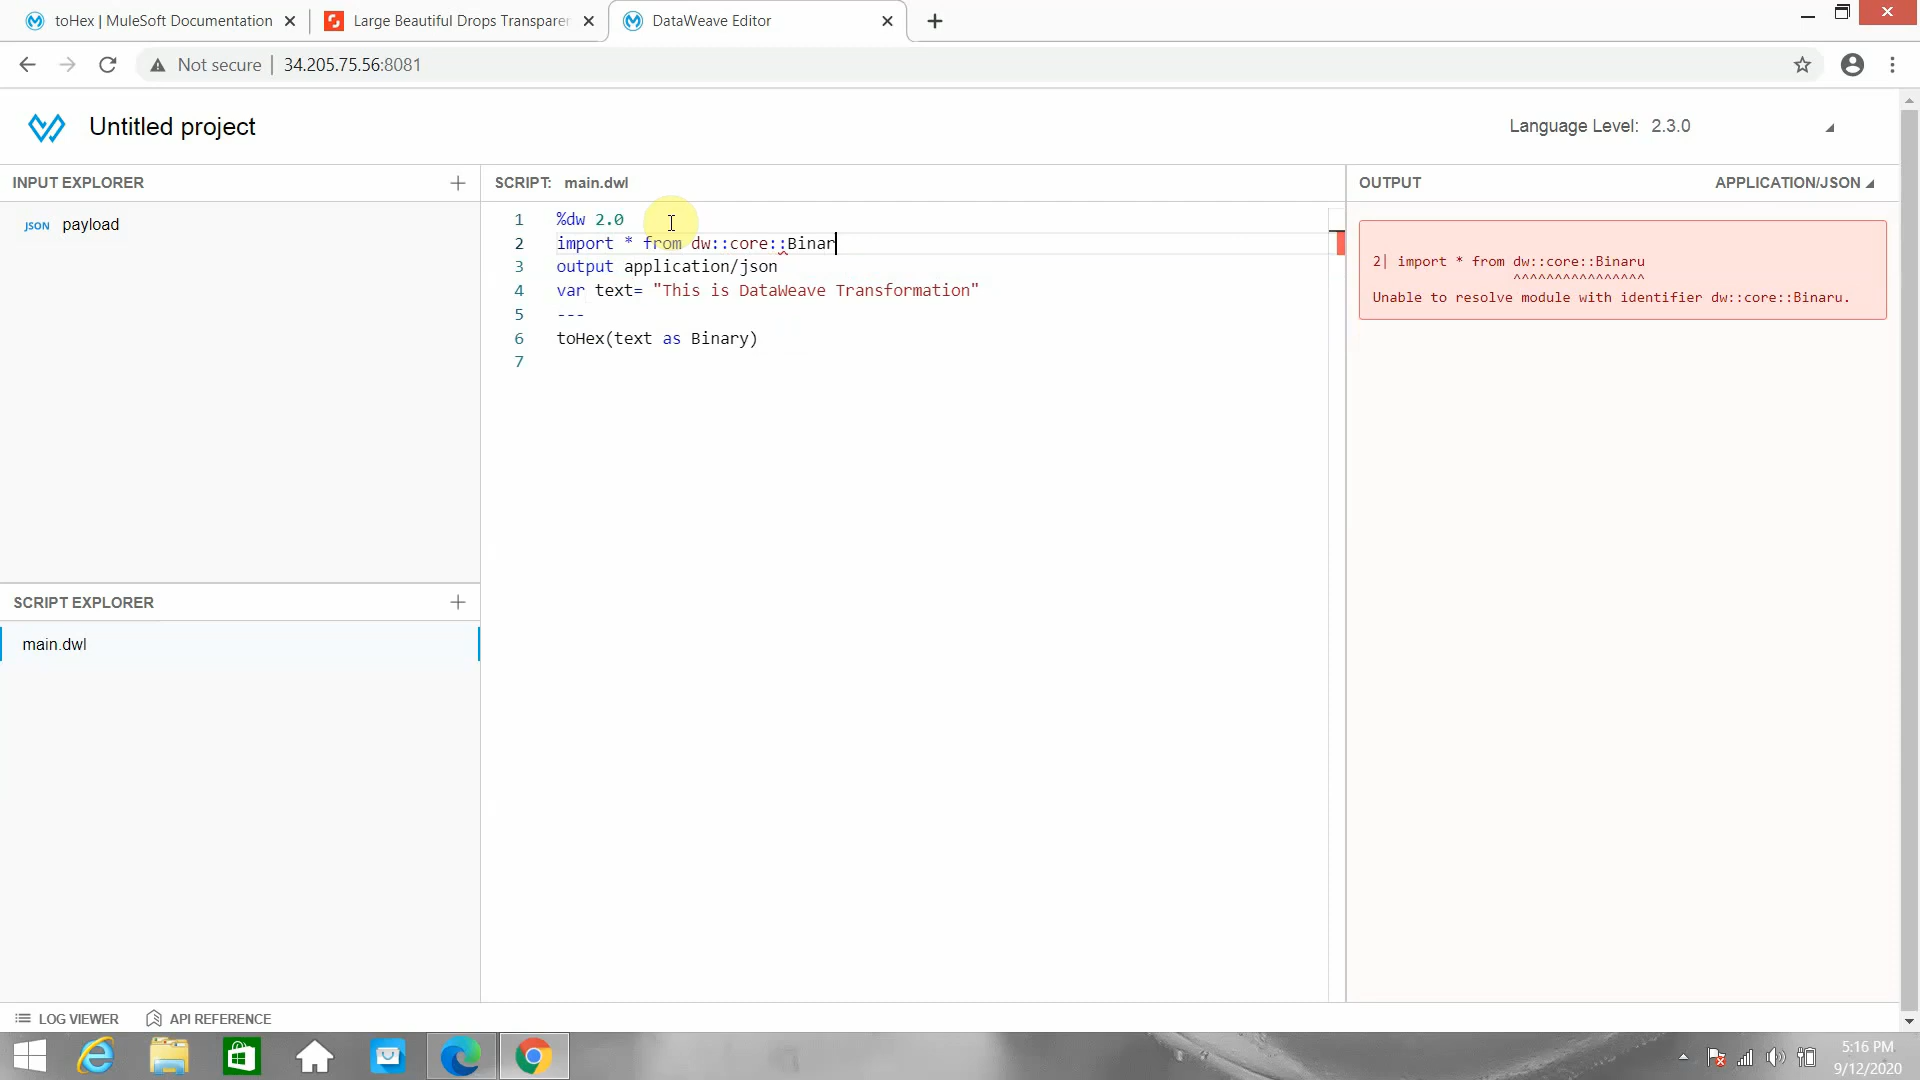 toHex | MuleSoft Documentation
Large Beautiful Drops Transparen
DataWeave Editor
Not secure | 34.205.75.56:8081
Untitled project
Language Level: 2.3.0
INPUT EXPLORER
JSON payload
SCRIPT EXPLORER
main.dwl
SCRIPT: main.dwl
1 %dw 2.0
2 import * from dw::core::Binar
3 output application/json
4 var text= "This is DataWeave Transformation"
5 ---
6 toHex(text as Binary)
7
OUTPUT
APPLICATION/JSON
2| import * from dw::core::Binaru
^^^^^^^^^^^^^^^^
Unable to resolve module with identifier dw::core::Binaru.
LOG VIEWER
API REFERENCE
5:16 PM
9/12/2020